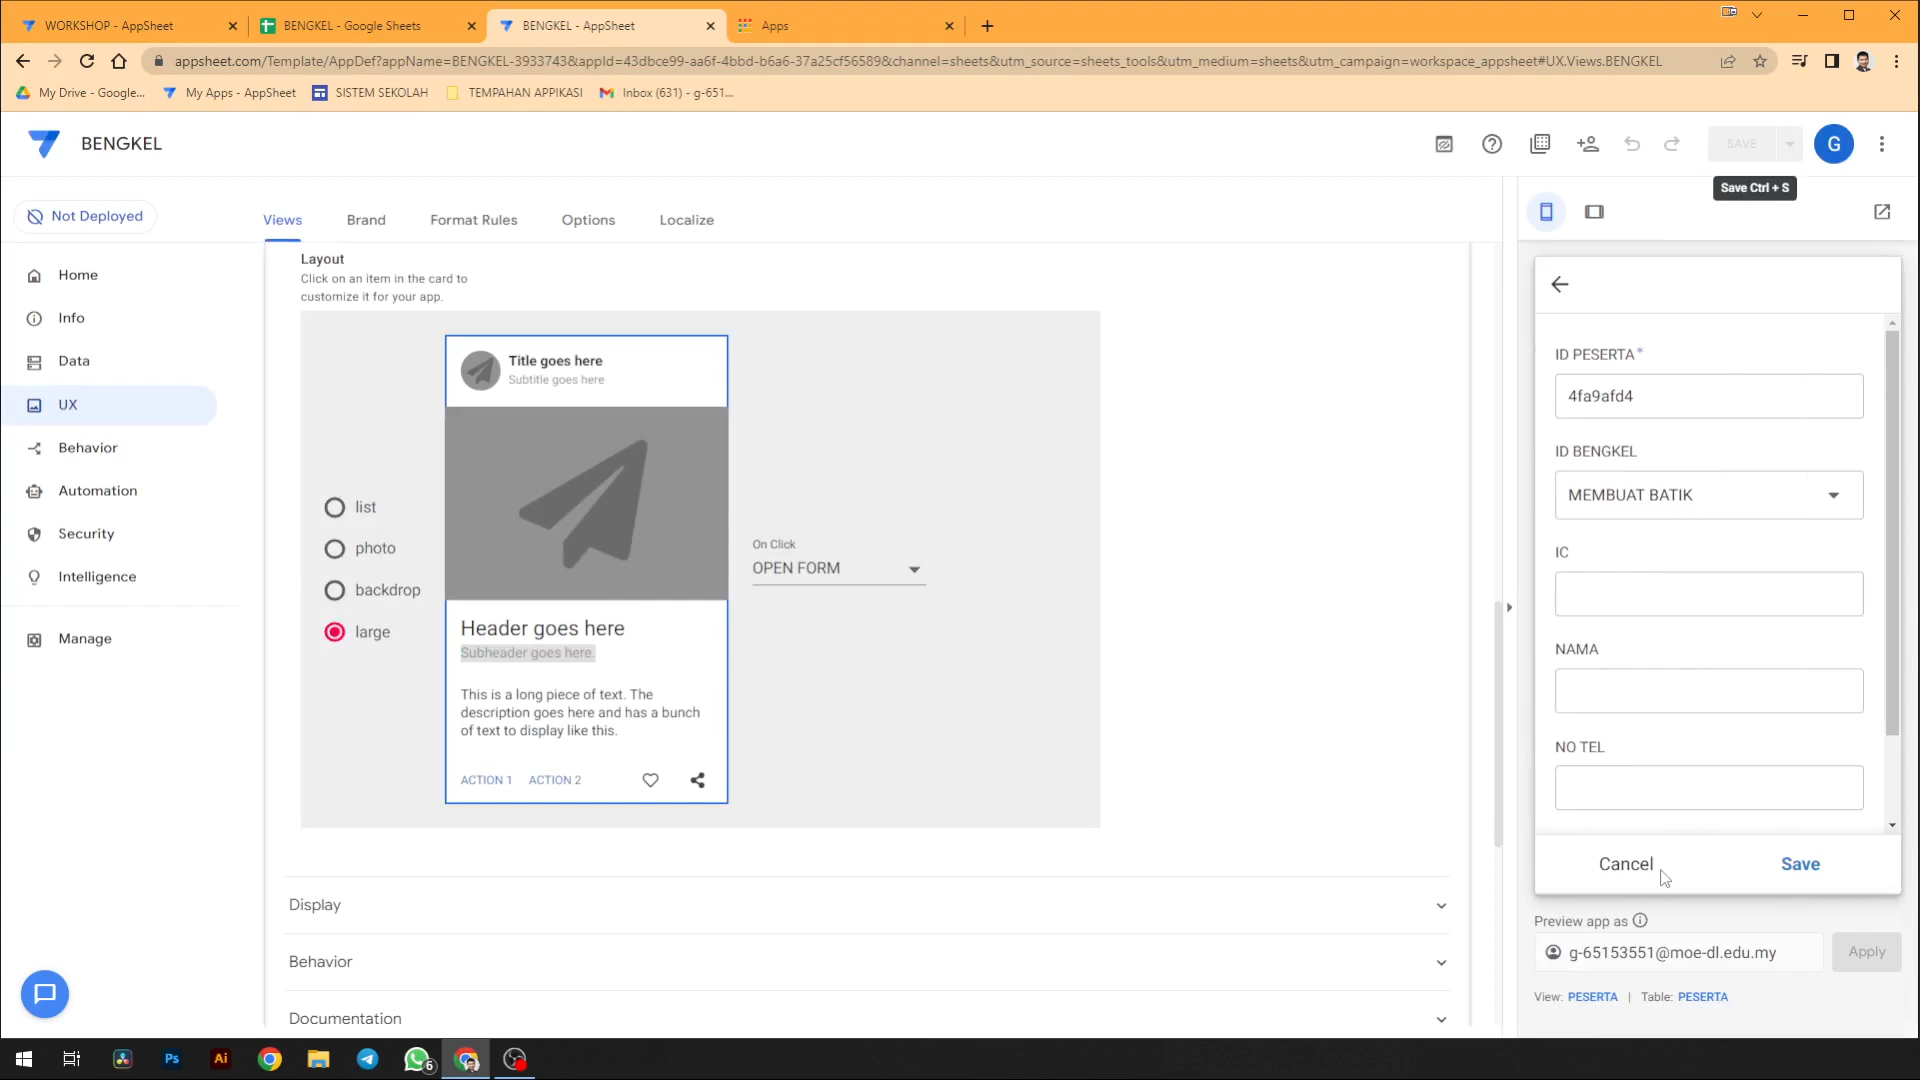 WORKSHOP - AppSheet
BENGKEL - Google Sheets
BENGKEL - AppSheet
Apps
appsheet.com/Template/AppDef?appName=BENGKEL-3933743&appId=43dbce99-aa6f-4bbd-b6a6-37a25cf56589&channel=sheets&utm_source=sheets_tools&utm_medium=sheets&utm_campaign=workspace_appsheet#UX.Views.BENGKEL
My Drive - Google...
My Apps - AppSheet
SISTEM SEKOLAH
TEMPAHAN APPIKASI
Inbox (631) - g-651...
BENGKEL
SAVE
G
Save Ctrl + S
Not Deployed
Views
Brand
Format Rules
Options
Localize
Home
Info
Data
UX
Behavior
Automation
Security
Intelligence
Manage
Layout
Click on an item in the card to
customize it for your app.
list
photo
backdrop
large
Title goes here
Subtitle goes here
Header goes here
Subheader goes here.
This is a long piece of text. The
description goes here and has a bunch
of text to display like this.
ACTION 1
ACTION 2
On Click
OPEN FORM
Display
Behavior
Documentation
ID PESERTA*
4fa9afd4
ID BENGKEL
MEMBUAT BATIK
IC
NAMA
NO TEL
Cancel
Save
Preview app as
g-65153551@moe-dl.edu.my
Apply
View: PESERTA | Table: PESERTA
Ps
Ai
6